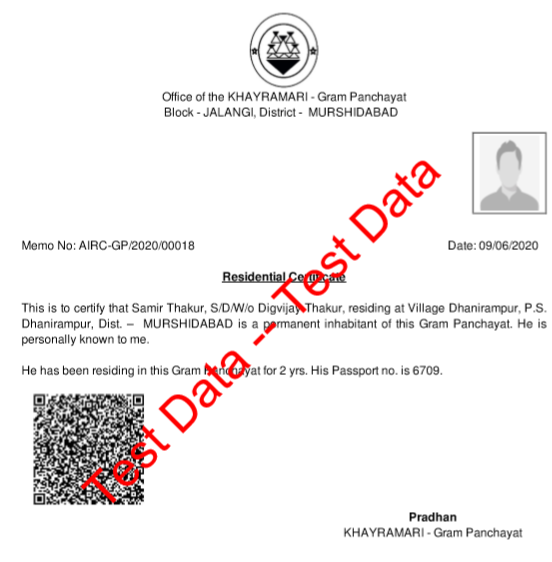 Office of the KHAYRAMARI - Gram Panchayat
Block - JALANGI, District - MURSHIDABAD
Memo No: AIRC-GP/2020/00018
Date: 09/06/2020
Residential Certificate
This is to certify that Samir Thakur, S/D/W/o Digvijay Thakur, residing at Village Dhanirampur, P.S.
Dhanirampur, Dist. – MURSHIDABAD is a permanent inhabitant of this Gram Panchayat. He is
personally known to me.
He has been residing in this Gram Panchayat for 2 yrs. His Passport no. is 6709.
Test Data -- Test Data
Pradhan
KHAYRAMARI - Gram Panchayat